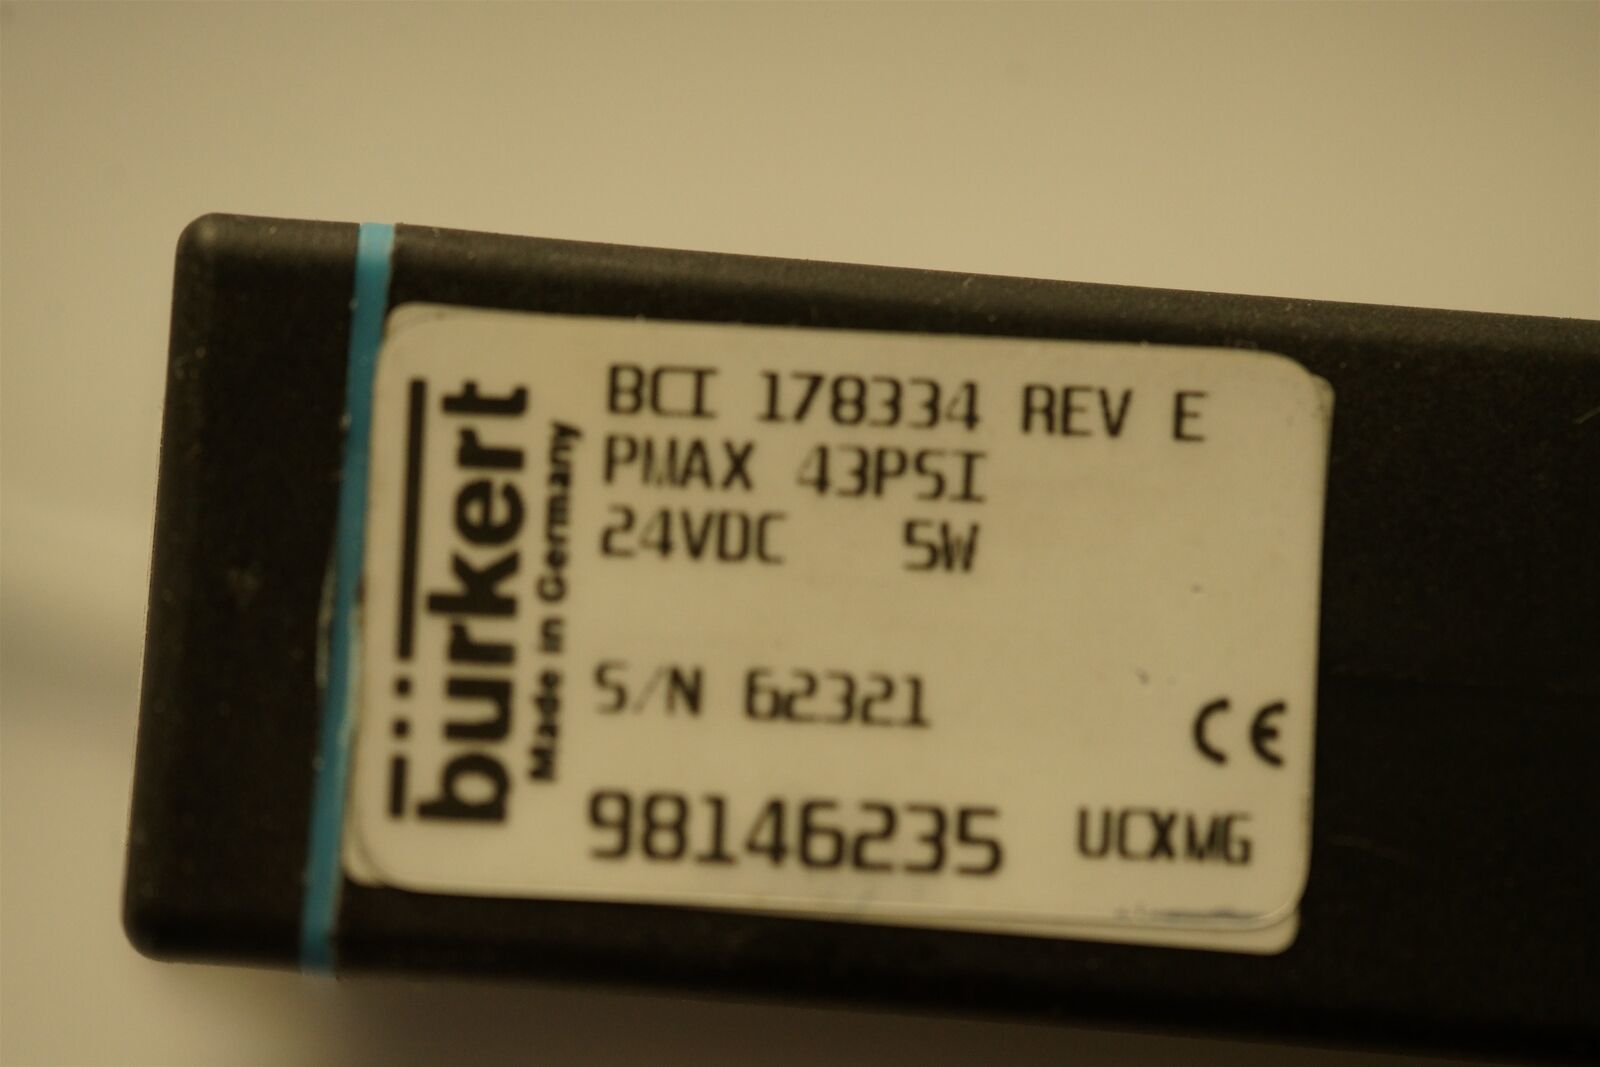 bürkert
Made in Germany
BCI 178334 REV E
PMAX 43PSI
24VDC 5W
S/N 62321
CE
98146235 UCXMG